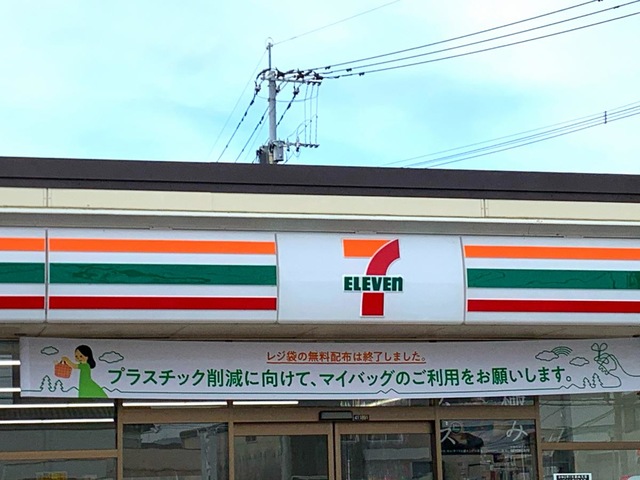 ELEVEn
レジ袋の無料配布は終了しました。
プラスチック削減に向けて、マイバッグのご利用をお願いします。